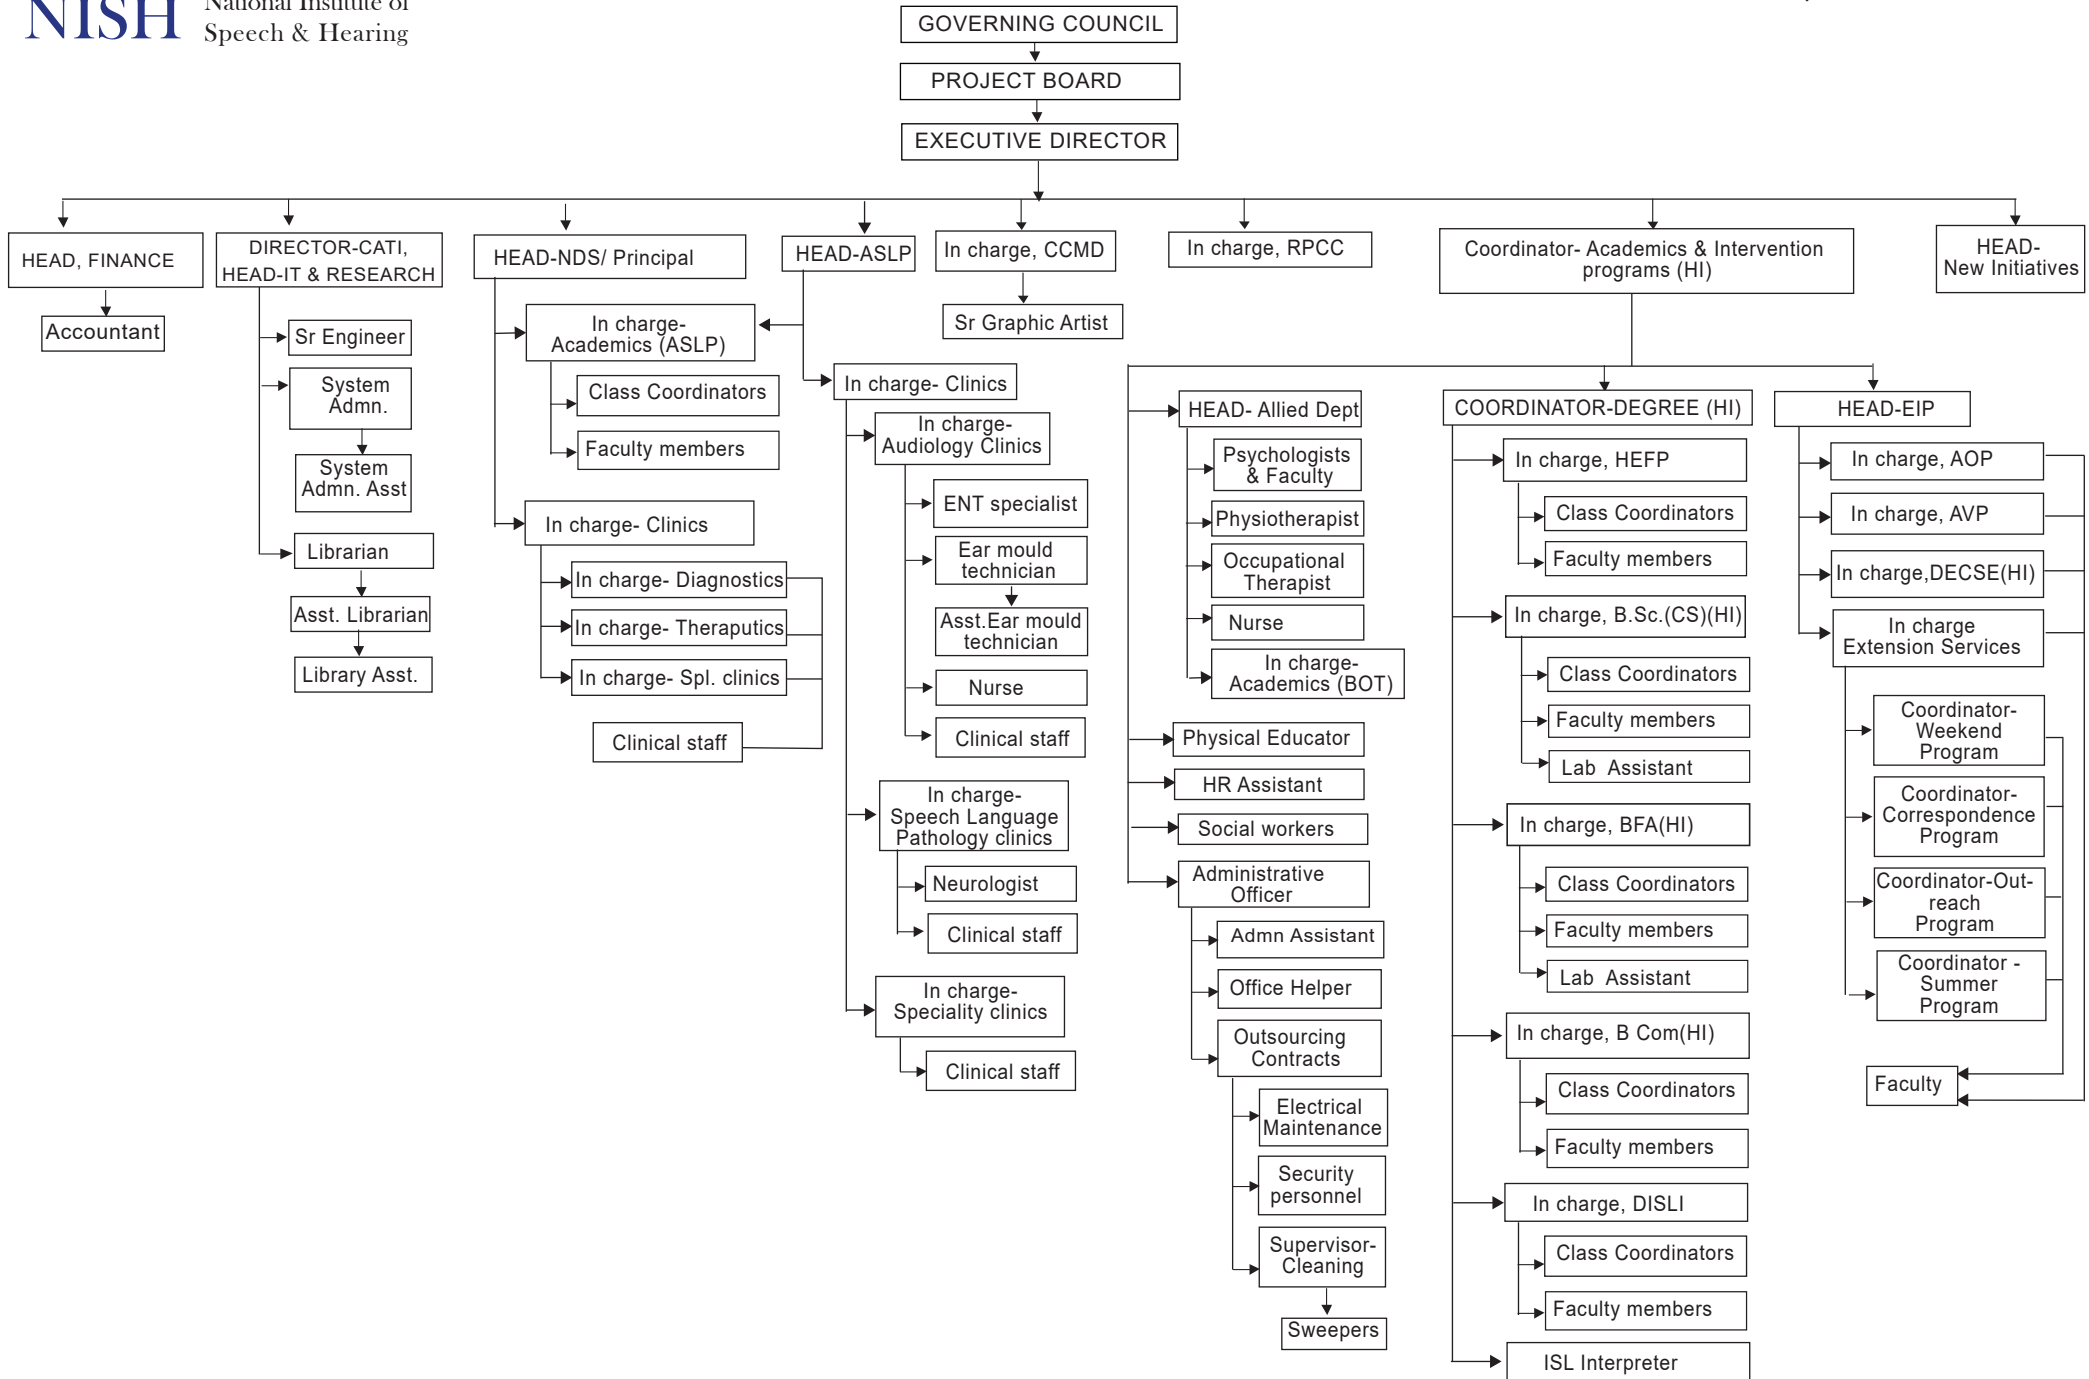 NISH
National Institute of
Speech & Hearing
GOVERNING COUNCIL
PROJECT BOARD
EXECUTIVE DIRECTOR
HEAD, FINANCE
Accountant
DIRECTOR-CATI,
HEAD-IT & RESEARCH
Sr Engineer
System
Admn.
System
Admn. Asst
Librarian
Asst. Librarian
Library Asst.
HEAD-NDS/ Principal
In charge-
Academics (ASLP)
Class Coordinators
Faculty members
In charge- Clinics
In charge- Diagnostics
In charge- Theraputics
In charge- Spl. clinics
Clinical staff
HEAD-ASLP
In charge- Clinics
In charge-
Audiology Clinics
ENT specialist
Ear mould
technician
Asst.Ear mould
technician
Nurse
Clinical staff
In charge-
Speech Language
Pathology clinics
Neurologist
Clinical staff
In charge-
Speciality clinics
Clinical staff
In charge, CCMD
Sr Graphic Artist
In charge, RPCC
Coordinator- Academics & Intervention
programs (HI)
HEAD- Allied Dept
Psychologists
& Faculty
Physiotherapist
Occupational
Therapist
Nurse
In charge-
Academics (BOT)
Physical Educator
HR Assistant
Social workers
Administrative
Officer
Admn Assistant
Office Helper
Outsourcing
Contracts
Electrical
Maintenance
Security
personnel
Supervisor-
Cleaning
Sweepers
COORDINATOR-DEGREE (HI)
In charge, HEFP
Class Coordinators
Faculty members
In charge, B.Sc.(CS)(HI)
Class Coordinators
Faculty members
Lab Assistant
In charge, BFA(HI)
Class Coordinators
Faculty members
Lab Assistant
In charge, B Com(HI)
Class Coordinators
Faculty members
In charge, DISLI
Class Coordinators
Faculty members
ISL Interpreter
HEAD-EIP
In charge, AOP
In charge, AVP
In charge,DECSE(HI)
In charge
Extension Services
Coordinator-
Weekend
Program
Coordinator-
Correspondence
Program
Coordinator-Out-
reach
Program
Coordinator -
Summer
Program
Faculty
HEAD-
New Initiatives